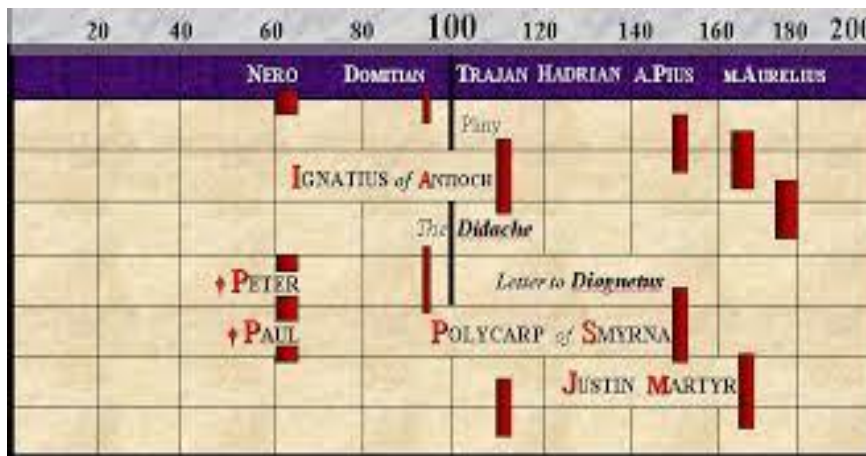 20 40 60 80 100 120 140 160 180 200
NERO DOMITIAN TRAJAN HADRIAN A.PIUS M.AURELIUS
Pliny
IGNATIUS of ANTIOCH
The Didache
♦ PETER Letter to Diognetus
♦ PAUL POLYCARP of SMYRNA
JUSTIN MARTYR